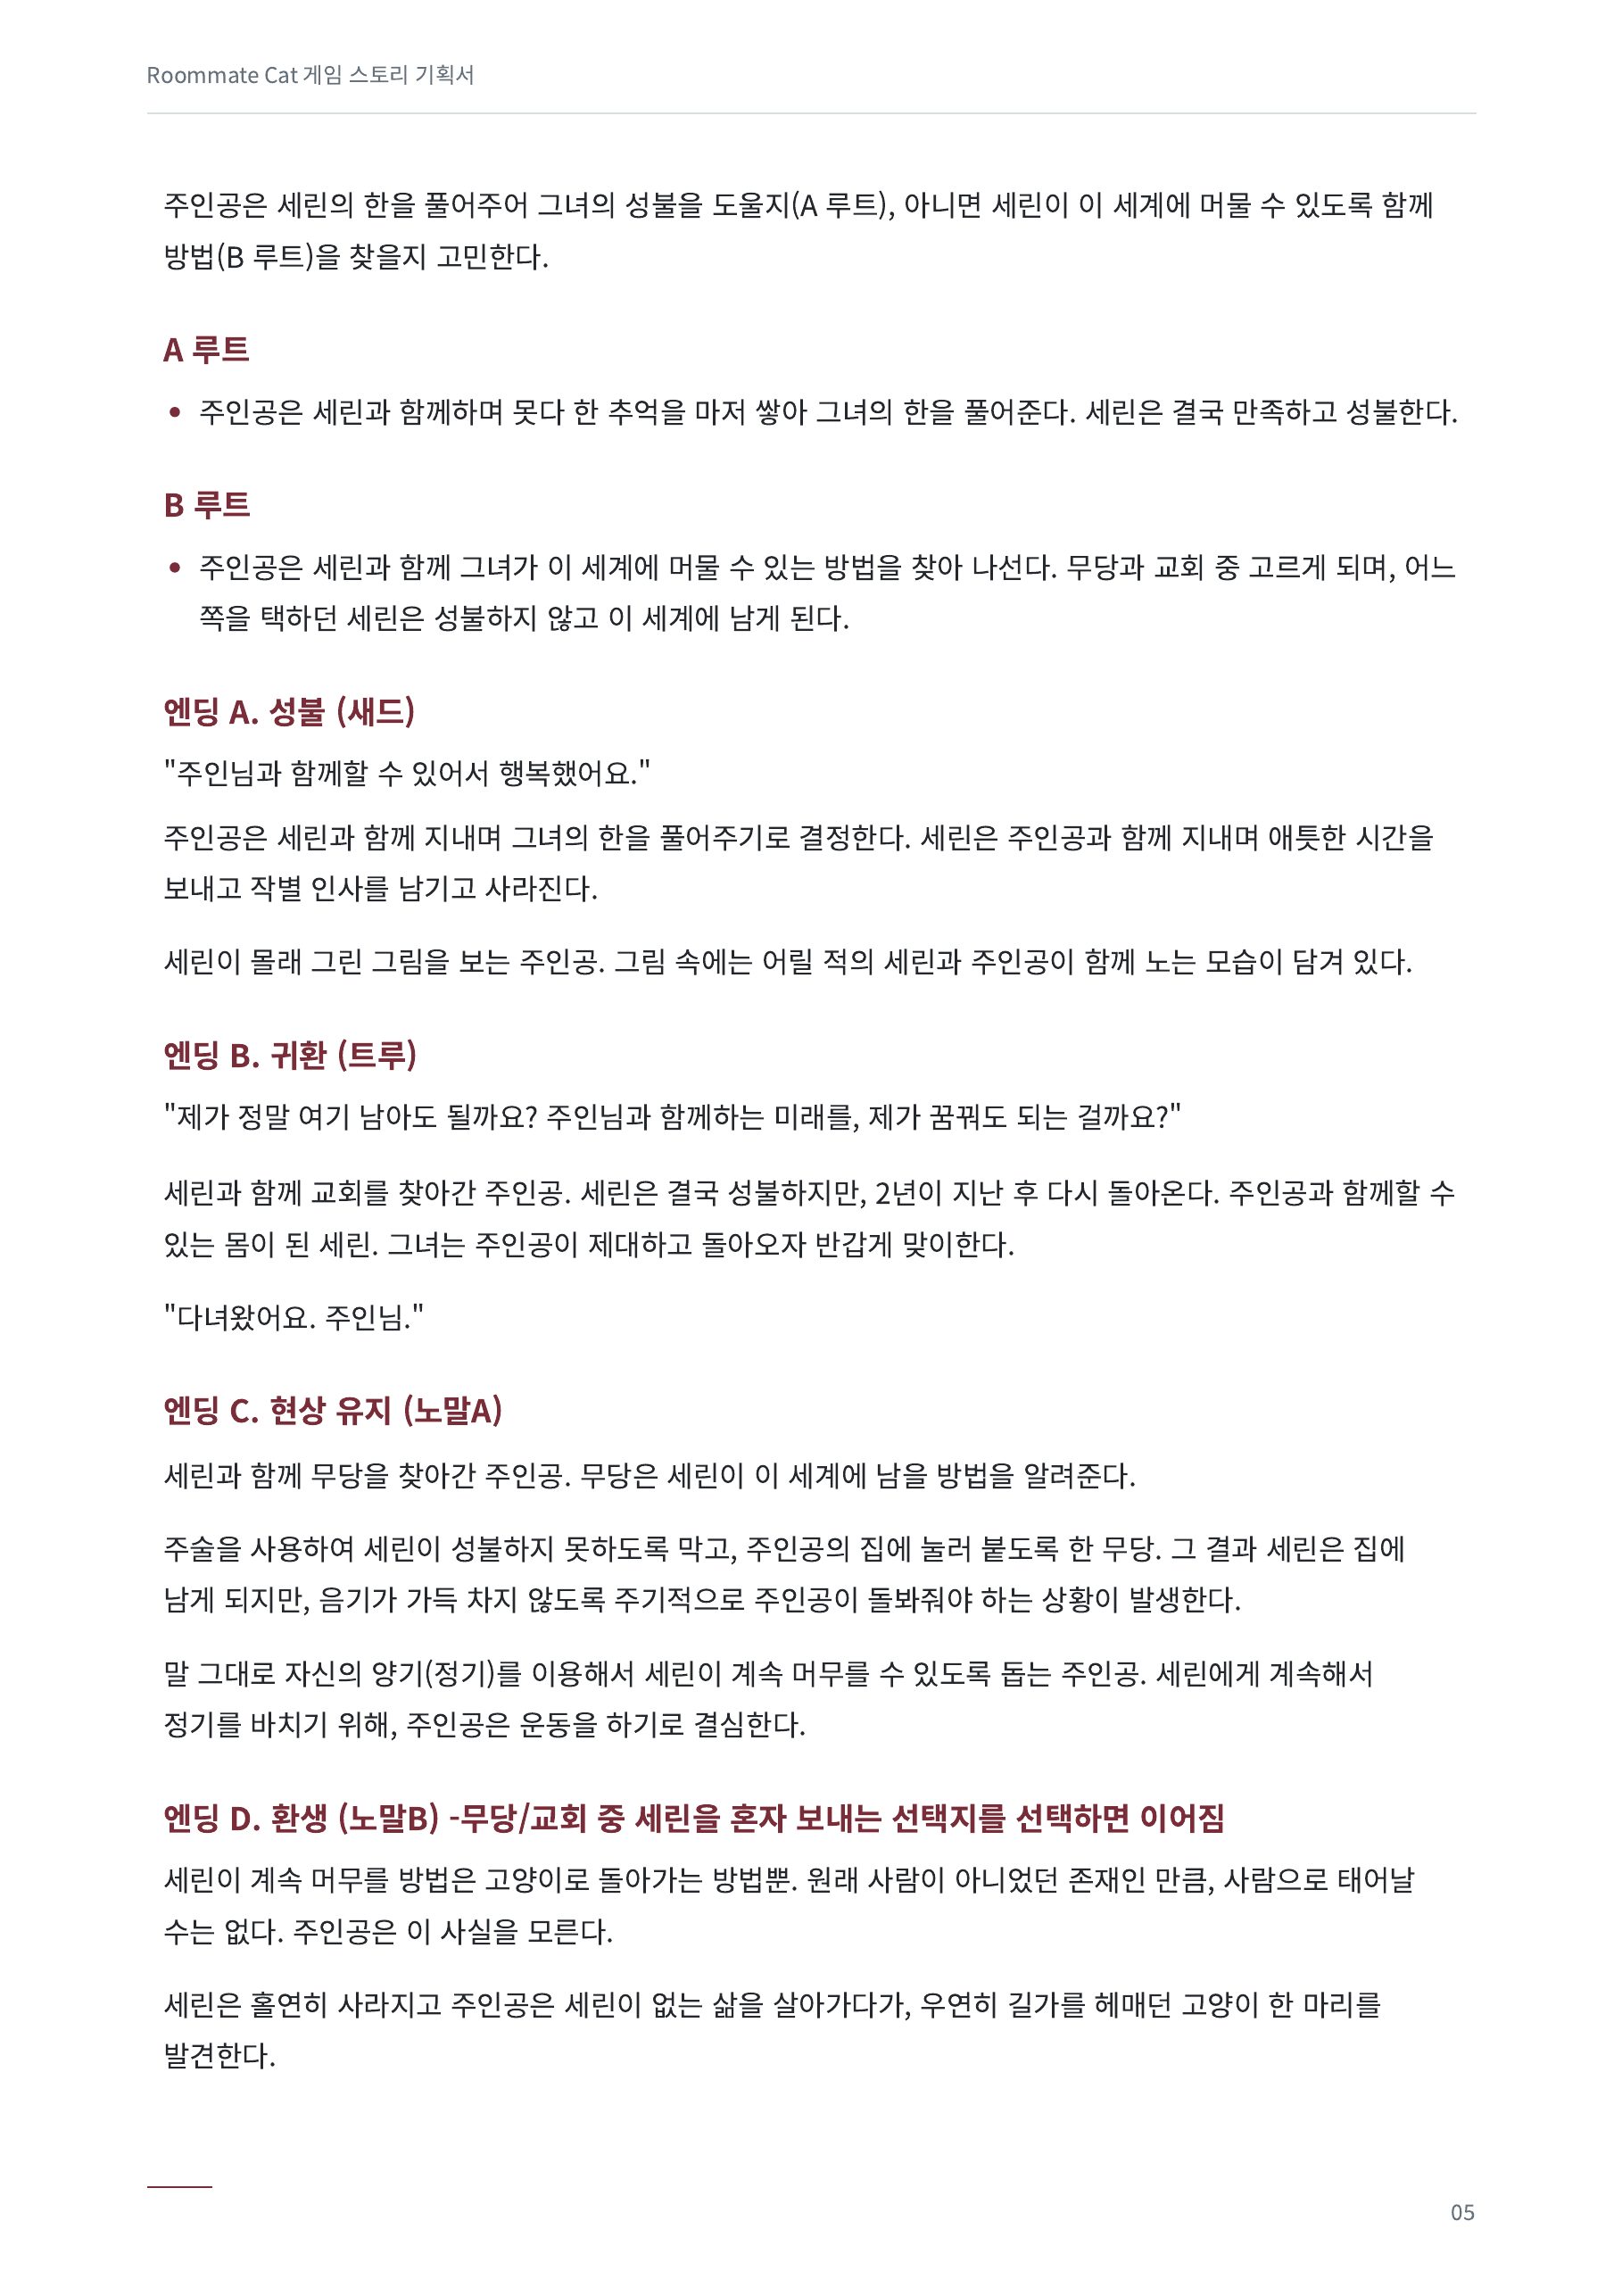 Roommate Cat 게임 스토리 기획서
주인공은 세린의 한을 풀어주어 그녀의 성불을 도울지(A 루트), 아니면 세린이 이 세계에 머물 수 있도록 함께
방법(B 루트)을 찾을지 고민한다.
A 루트
• 주인공은 세린과 함께하며 못다 한 추억을 마저 쌓아 그녀의 한을 풀어준다. 세린은 결국 만족하고 성불한다.
B 루트
• 주인공은 세린과 함께 그녀가 이 세계에 머물 수 있는 방법을 찾아 나선다. 무당과 교회 중 고르게 되며, 어느
쪽을 택하던 세린은 성불하지 않고 이 세계에 남게 된다.
엔딩 A. 성불 (새드)
"주인님과 함께할 수 있어서 행복했어요."
주인공은 세린과 함께 지내며 그녀의 한을 풀어주기로 결정한다. 세린은 주인공과 함께 지내며 애틋한 시간을
보내고 작별 인사를 남기고 사라진다.
세린이 몰래 그린 그림을 보는 주인공. 그림 속에는 어릴 적의 세린과 주인공이 함께 노는 모습이 담겨 있다.
엔딩 B. 귀환 (트루)
"제가 정말 여기 남아도 될까요? 주인님과 함께하는 미래를, 제가 꿈꿔도 되는 걸까요?"
세린과 함께 교회를 찾아간 주인공. 세린은 결국 성불하지만, 2년이 지난 후 다시 돌아온다. 주인공과 함께할 수
있는 몸이 된 세린. 그녀는 주인공이 제대하고 돌아오자 반갑게 맞이한다.
"다녀왔어요. 주인님."
엔딩 C. 현상 유지 (노말A)
세린과 함께 무당을 찾아간 주인공. 무당은 세린이 이 세계에 남을 방법을 알려준다.
주술을 사용하여 세린이 성불하지 못하도록 막고, 주인공의 집에 눌러 붙도록 한 무당. 그 결과 세린은 집에
남게 되지만, 음기가 가득 차지 않도록 주기적으로 주인공이 돌봐줘야 하는 상황이 발생한다.
말 그대로 자신의 양기(정기)를 이용해서 세린이 계속 머무를 수 있도록 돕는 주인공. 세린에게 계속해서
정기를 바치기 위해, 주인공은 운동을 하기로 결심한다.
엔딩 D. 환생 (노말B) -무당/교회 중 세린을 혼자 보내는 선택지를 선택하면 이어짐
세린이 계속 머무를 방법은 고양이로 돌아가는 방법뿐. 원래 사람이 아니었던 존재인 만큼, 사람으로 태어날
수는 없다. 주인공은 이 사실을 모른다.
세린은 홀연히 사라지고 주인공은 세린이 없는 삶을 살아가다가, 우연히 길가를 헤매던 고양이 한 마리를
발견한다.
05